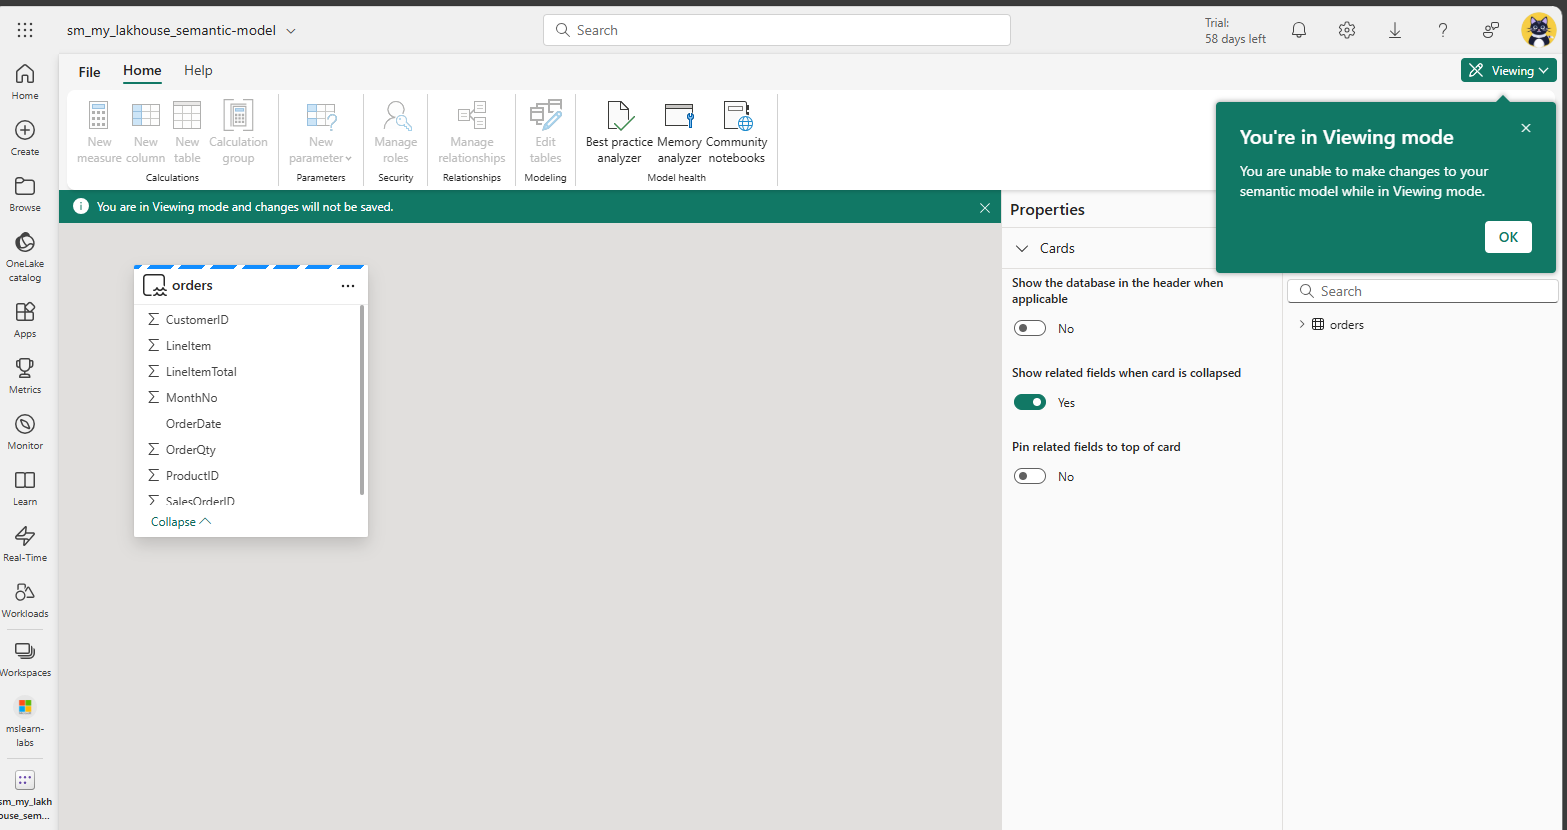 sm_my_lakhouse_semantic-model
Search
Trial:
58 days left
File
Home
Help
Viewing
New
measure
New
column
New
table
Calculation
group
Calculations
New
parameter
Parameters
Manage
roles
Security
Manage
relationships
Relationships
Edit
tables
Modeling
Best practice
analyzer
Memory
analyzer
Community
notebooks
Model health
You're in Viewing mode
You are unable to make changes to your
semantic model while in Viewing mode.
OK
You are in Viewing mode and changes will not be saved.
Home
Create
Browse
OneLake
catalog
Apps
Metrics
Monitor
Learn
Real-Time
Workloads
Workspaces
mslearn-
labs
sm_my_lakh
ouse_sem...
orders
CustomerID
LineItem
LineItemTotal
MonthNo
OrderDate
OrderQty
ProductID
SalesOrderID
Collapse
Properties
Cards
Show the database in the header when
applicable
No
Show related fields when card is collapsed
Yes
Pin related fields to top of card
No
Search
orders